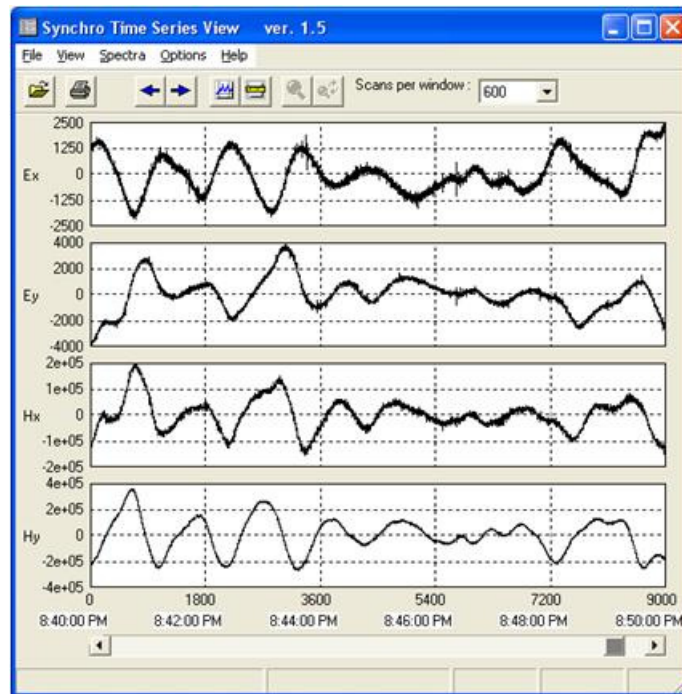 Synchro Time Series View ver. 1.5
File View Spectra Options Help
Scans per window : 600
2500
1250
Ex 0
-1250
-2500
4000
2000
Ey 0
-2000
-4000
2e+05
1e+05
Hx 0
-1e+05
-2e+05
4e+05
2e+05
Hy 0
-2e+05
-4e+05
0 1800 3600 5400 7200 9000
8:40:00 PM 8:42:00 PM 8:44:00 PM 8:46:00 PM 8:48:00 PM 8:50:00 PM